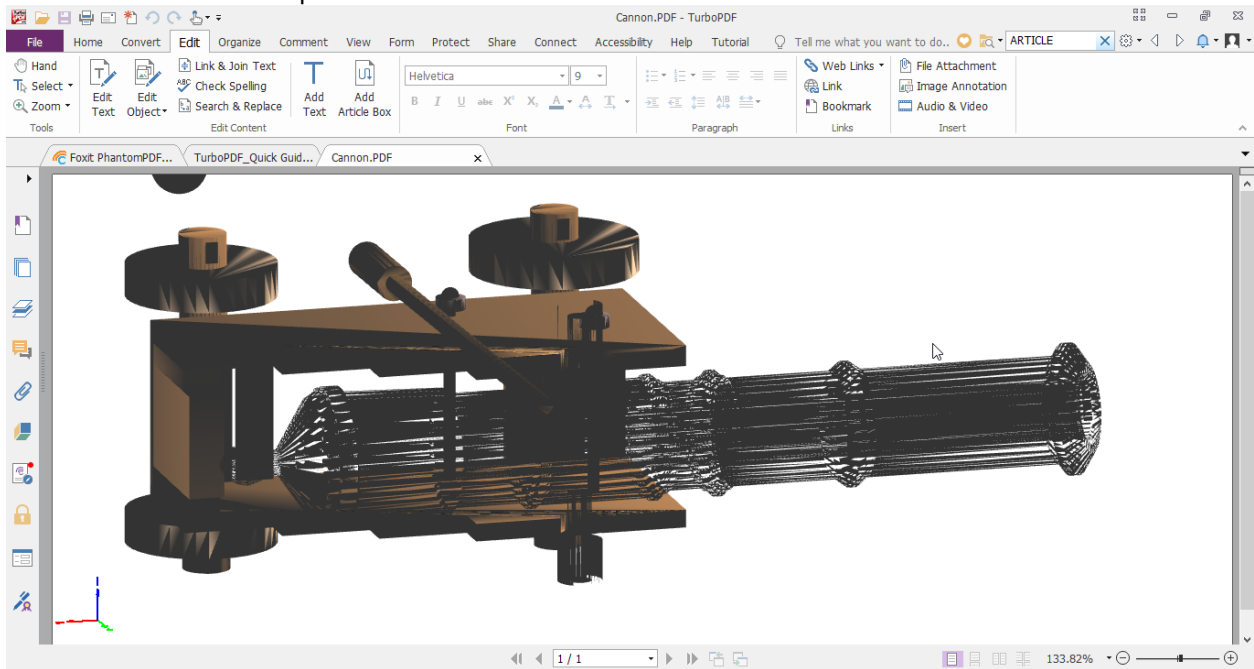 Cannon.PDF - TurboPDF
File Home Convert Edit Organize Comment View Form Protect Share Connect Accessibility Help Tutorial Tell me what you want to do.. ARTICLE
Hand
Select
Zoom
Tools
Edit Text
Edit Object
Link & Join Text
Check Spelling
Search & Replace
Edit Content
Add Text
Add Article Box
Helvetica 9
B I U abc X² X₂ A
Font
Paragraph
Web Links
Link
Bookmark
Links
File Attachment
Image Annotation
Audio & Video
Insert
Foxit PhantomPDF... TurboPDF_Quick Guid... Cannon.PDF
1 / 1
133.82%